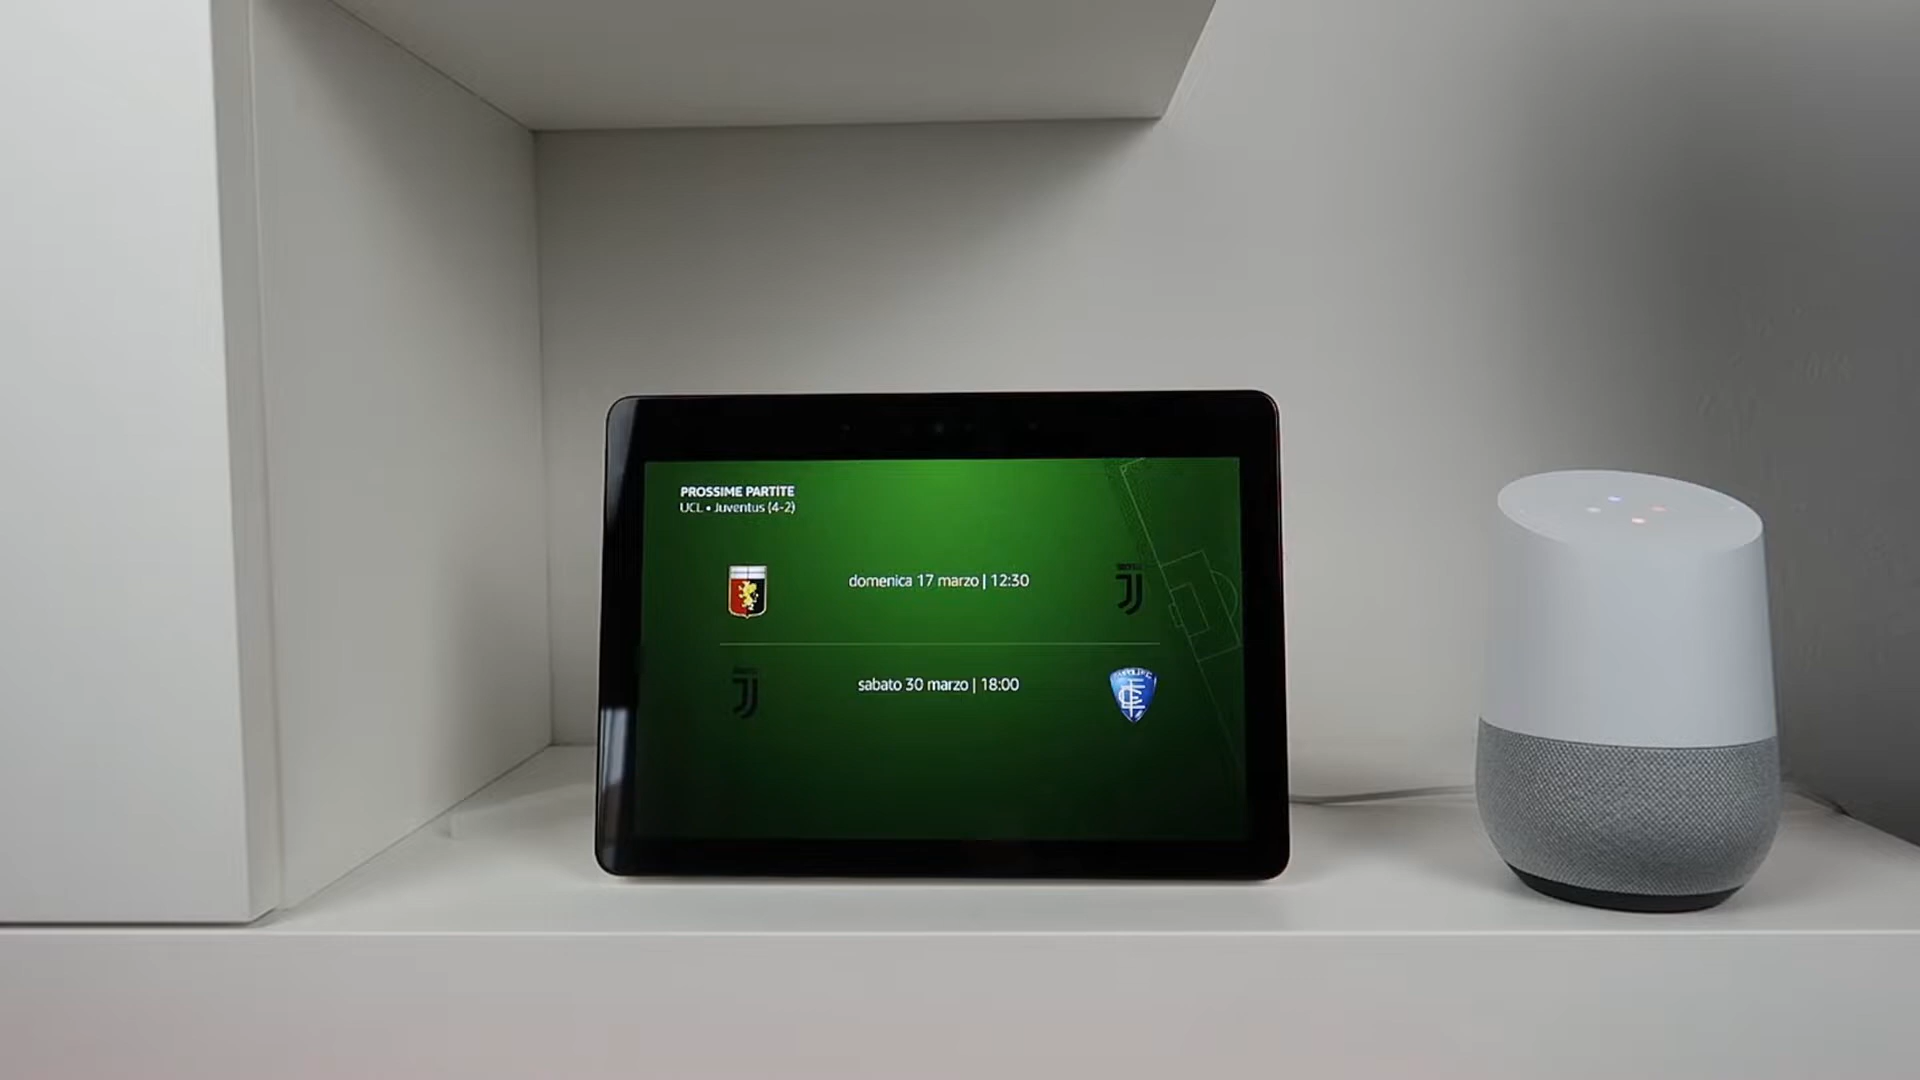 PROSSIME PARTITE
UCL • Juventus (4-2)
domenica 17 marzo | 12:30
sabato 30 marzo | 18:00